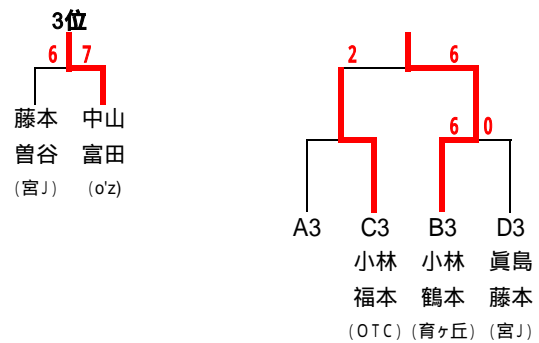 3位
6 7
藤本 中山
曽谷 富田
(宮J) (o'z)
2 6
6 0
A3 C3 B3 D3
小林 小林 眞島
福本 鶴本 藤本
(OTC) (育ヶ丘) (宮J)